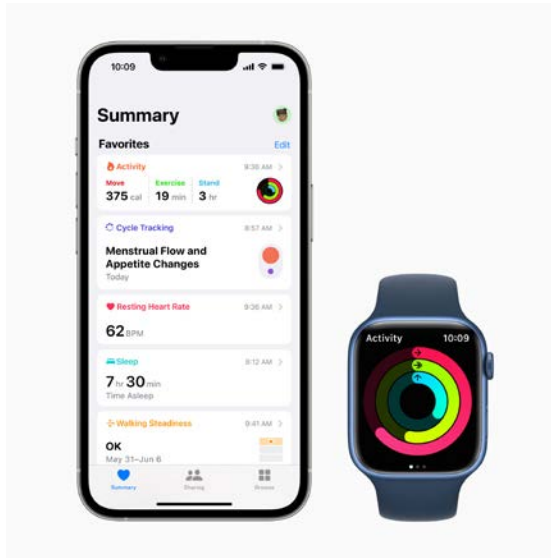 10:09
Summary
Favorites Edit
Activity 9:36 AM
Move Exercise Stand
375 cal 19 min 3 hr
Cycle Tracking 8:57 AM
Menstrual Flow and
Appetite Changes
Today
Resting Heart Rate 9:36 AM
62 BPM
Sleep 8:12 AM
7 hr 30 min
Time Asleep
Walking Steadiness 9:41 AM
OK
May 31–Jun 6
Summary Sharing Browse
Activity 10:09